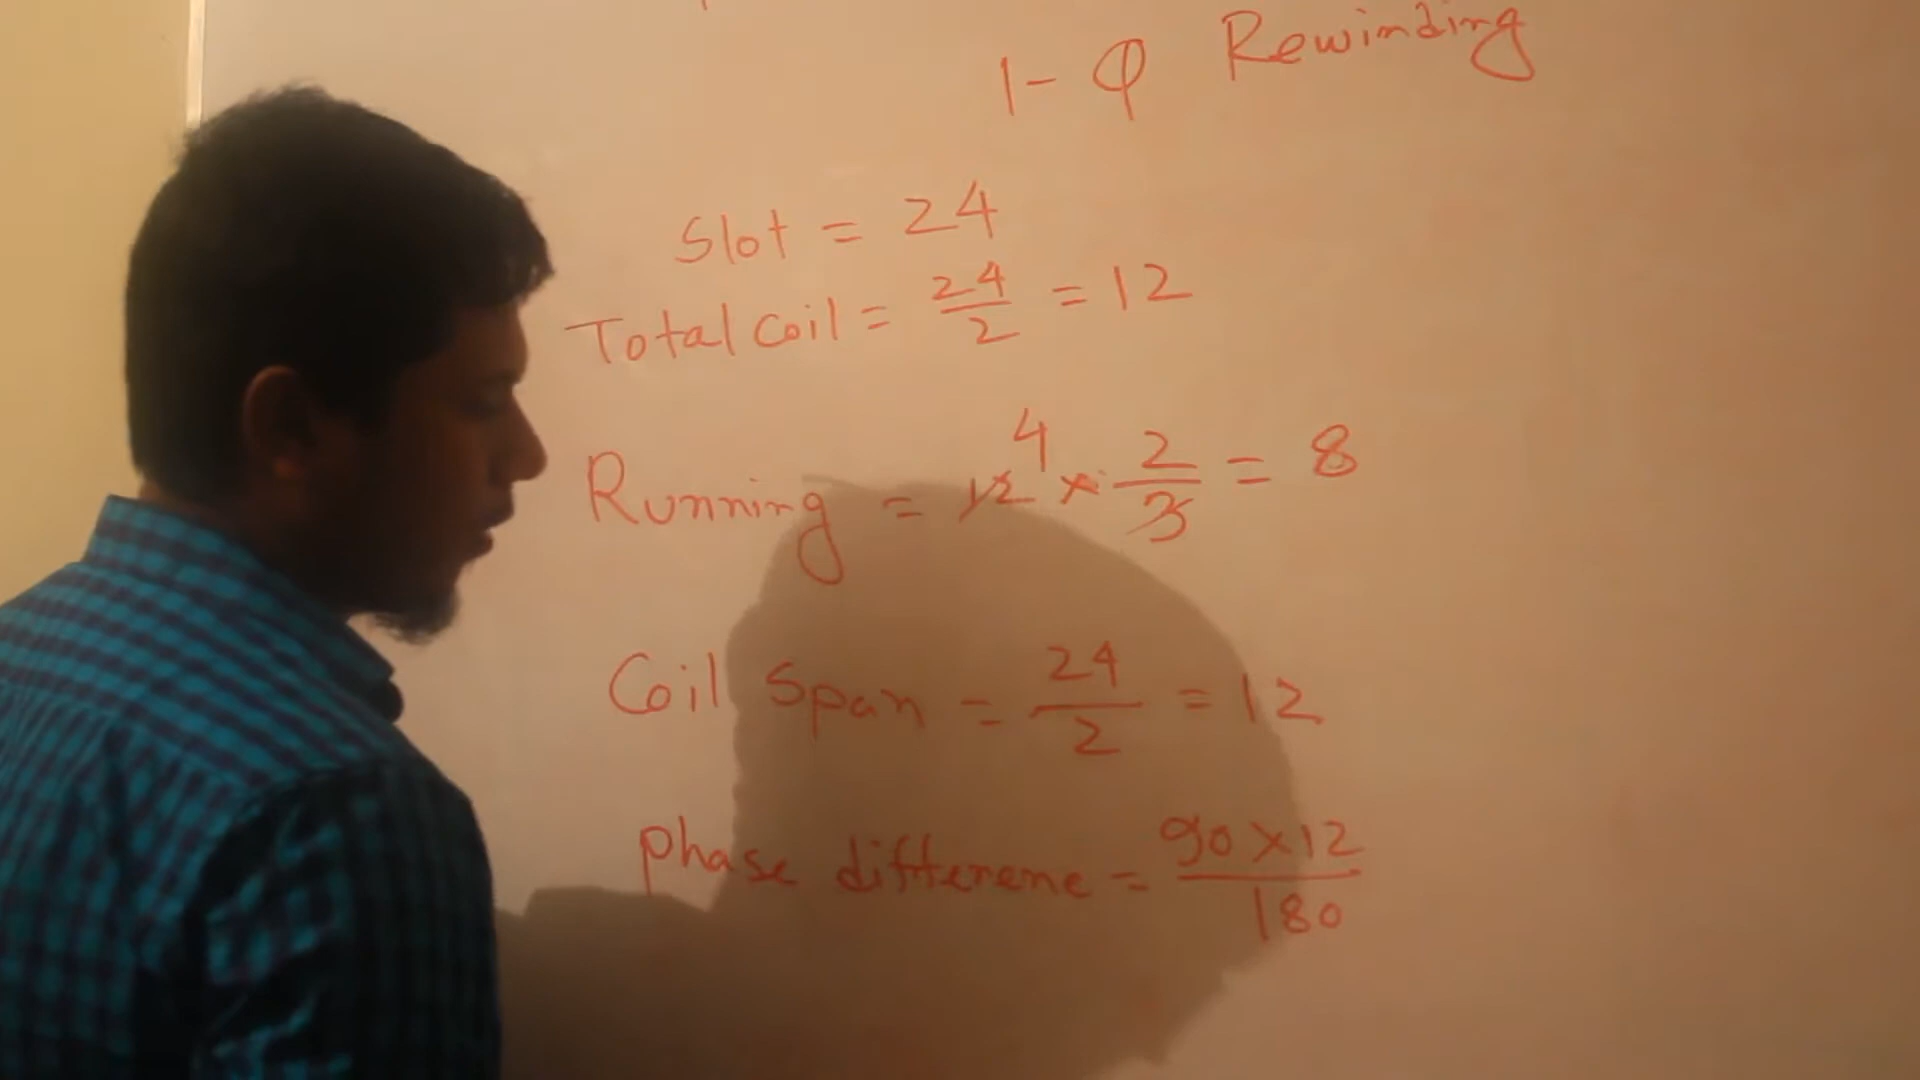 1-φ Rewinding
Slot = 24
Total coil = 24/2 = 12
Running = 12 4 × 2/3 = 8
Coil Span = 24/2 = 12
phase differene = 90 × 12 / 180